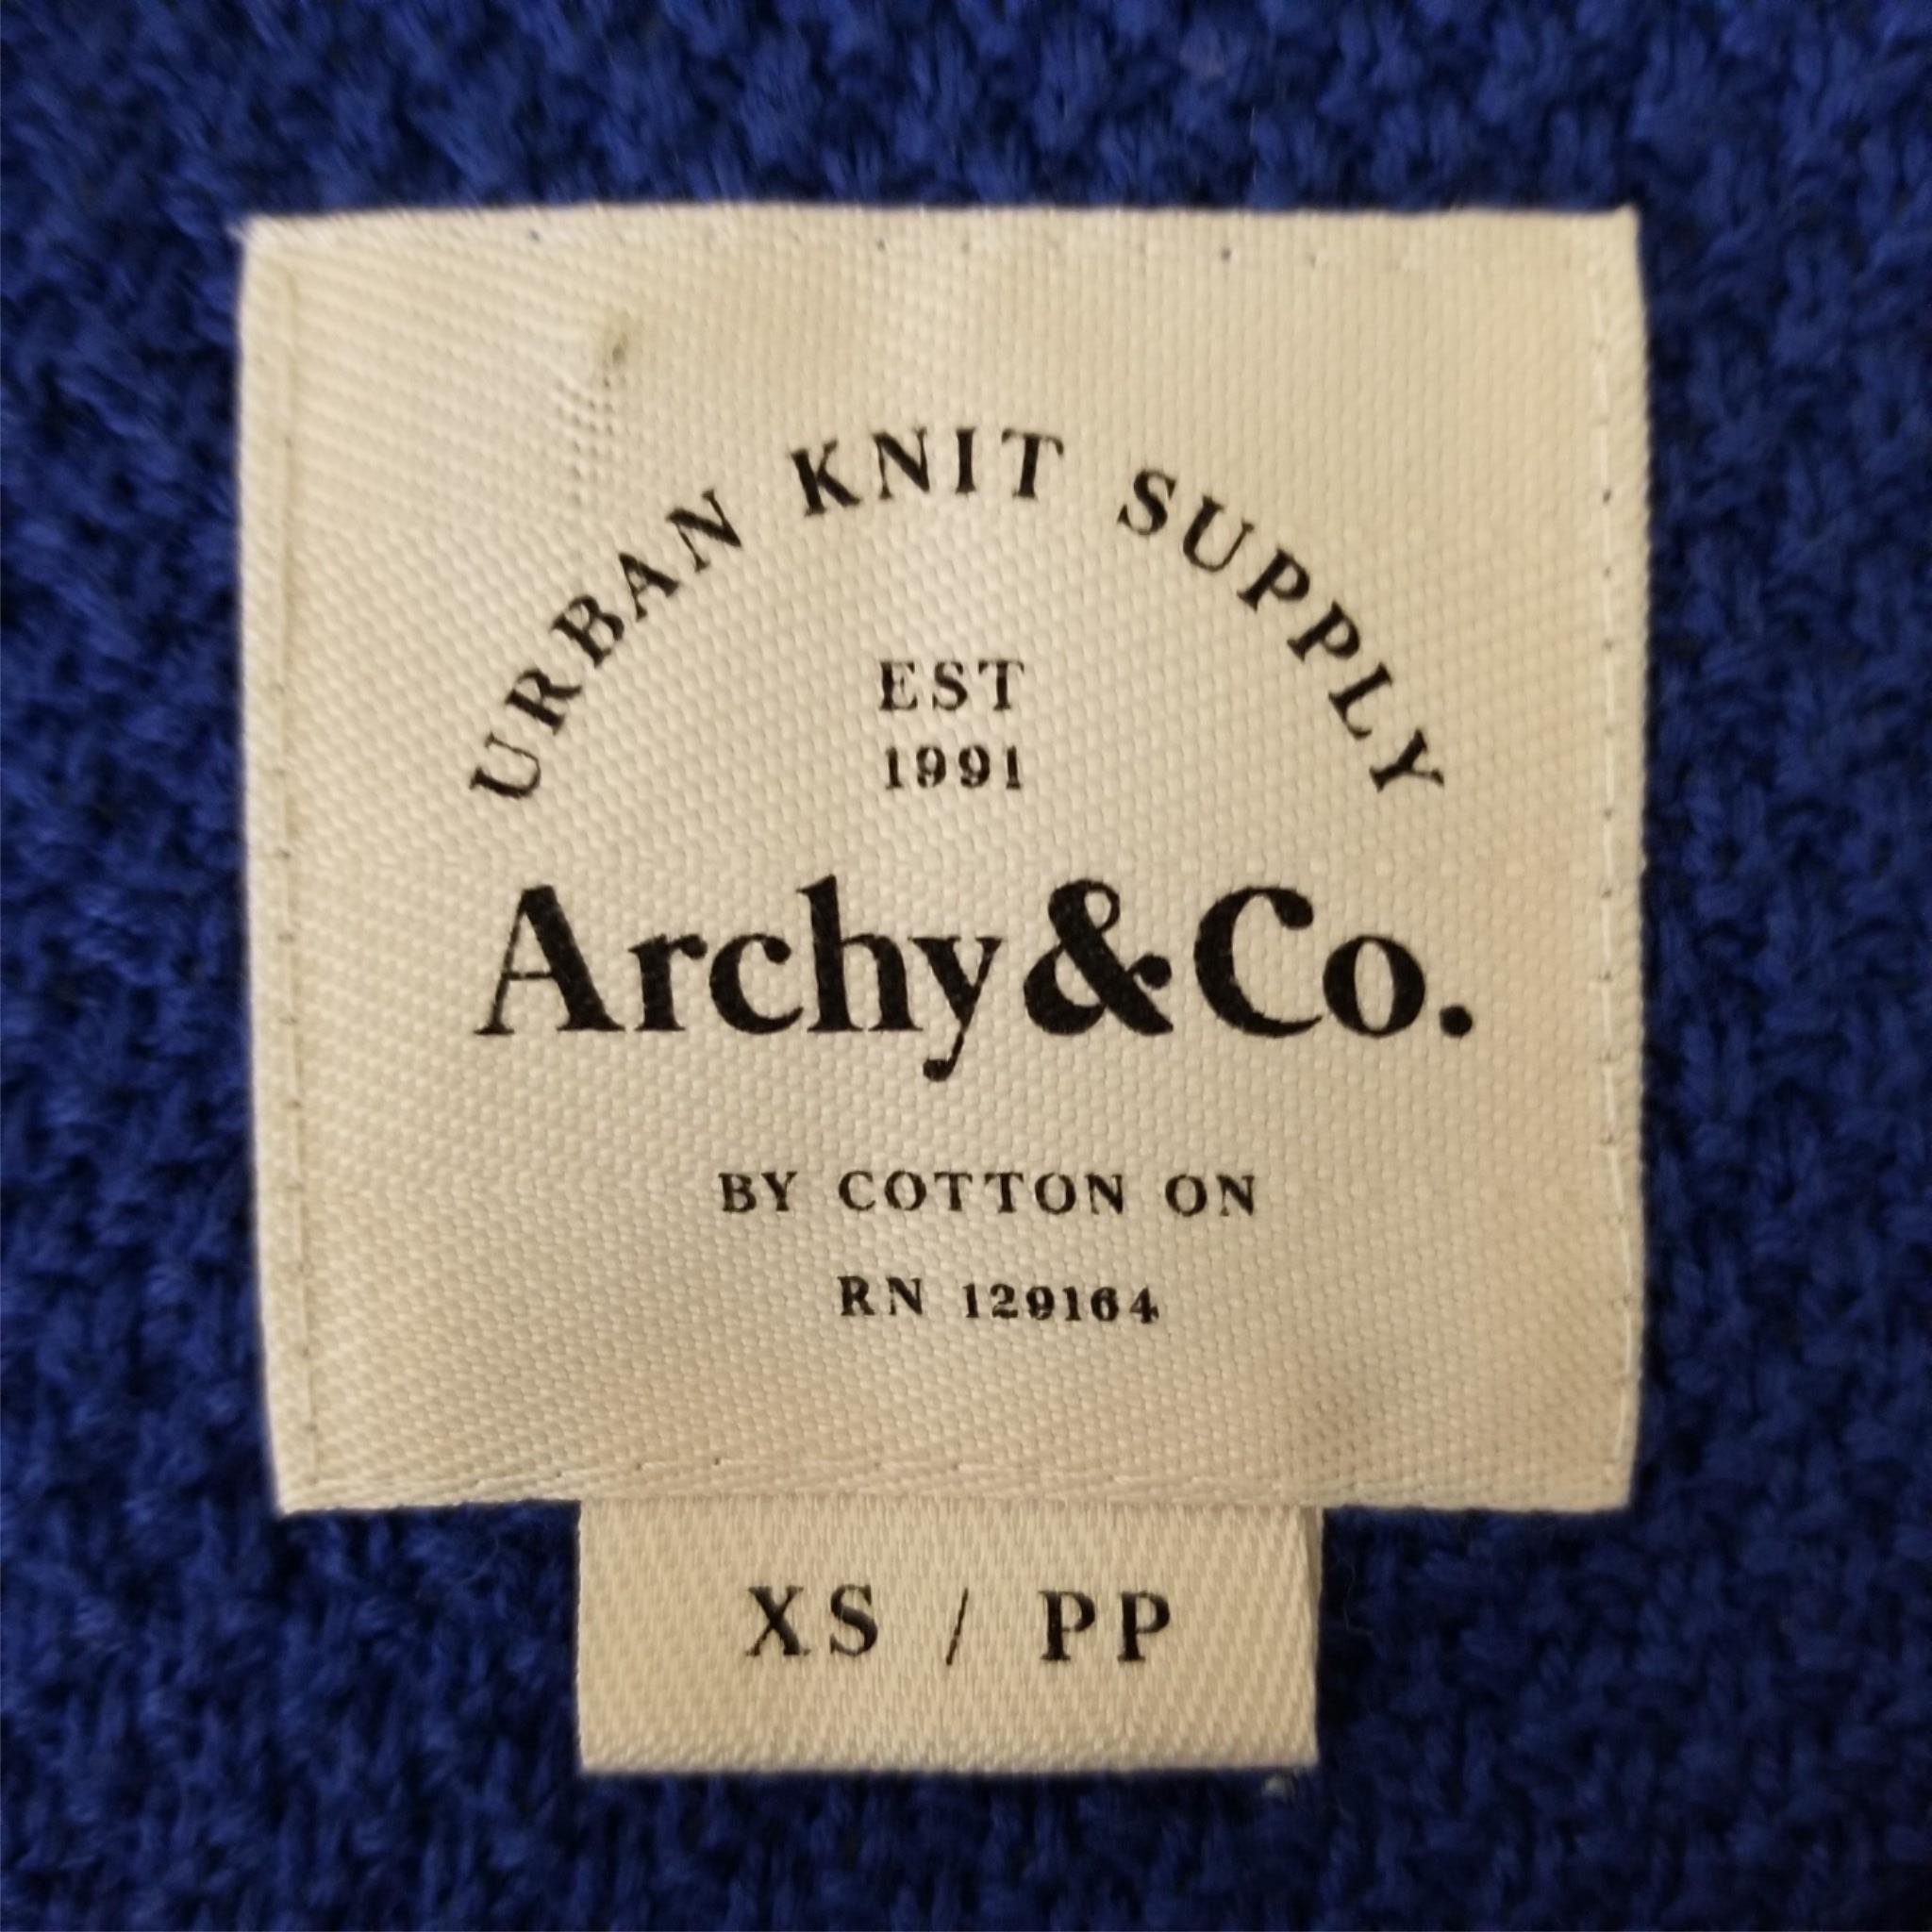 URBAN KNIT SUPPLY
EST
1991
Archy&Co.
BY COTTON ON
RN 129164
XS / PP